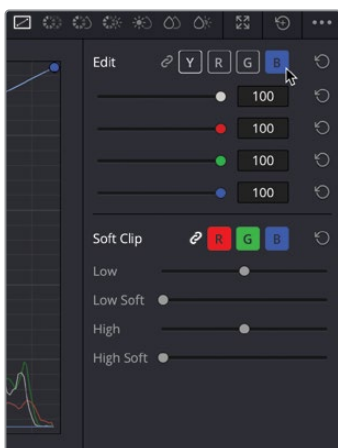 Edit Y R G B
100
100
100
100
Soft Clip R G B
Low
Low Soft
High
High Soft